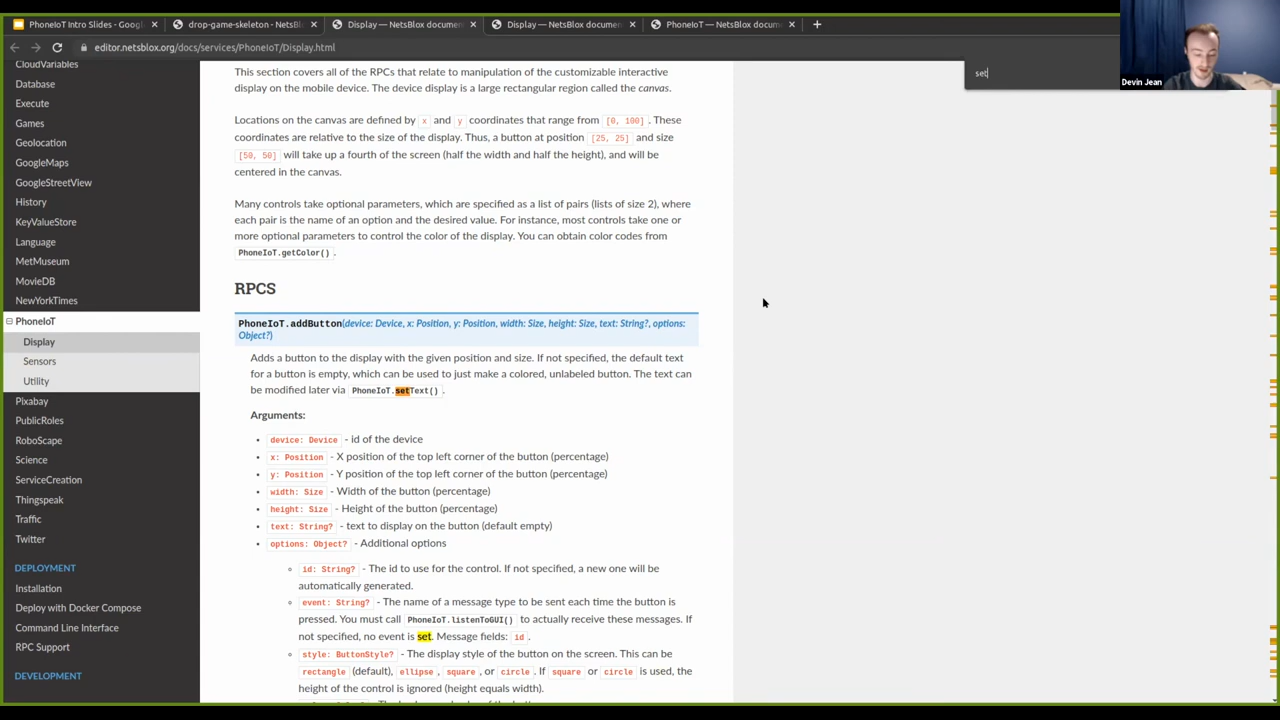 PhoneIoT Intro Slides - Googl
drop-game-skeleton - NetsBl
Display — NetsBlox documen
Display — NetsBlox documen
PhoneIoT — NetsBlox docum
editor.netsblox.org/docs/services/PhoneIoT/Display.html
set
Devin Jean
CloudVariables
Database
Execute
Games
Geolocation
GoogleMaps
GoogleStreetView
History
KeyValueStore
Language
MetMuseum
MovieDB
NewYorkTimes
PhoneIoT
Display
Sensors
Utility
Pixabay
PublicRoles
RoboScape
Science
ServiceCreation
Thingspeak
Traffic
Twitter
DEPLOYMENT
Installation
Deploy with Docker Compose
Command Line Interface
RPC Support
DEVELOPMENT
This section covers all of the RPCs that relate to manipulation of the customizable interactive
display on the mobile device. The device display is a large rectangular region called the canvas.
Locations on the canvas are defined by x and y coordinates that range from [0, 100] . These
coordinates are relative to the size of the display. Thus, a button at position [25, 25] and size
[50, 50] will take up a fourth of the screen (half the width and half the height), and will be
centered in the canvas.
Many controls take optional parameters, which are specified as a list of pairs (lists of size 2), where
each pair is the name of an option and the desired value. For instance, most controls take one or
more optional parameters to control the color of the display. You can obtain color codes from
PhoneIoT.getColor() .
RPCS
PhoneIoT.addButton(device: Device, x: Position, y: Position, width: Size, height: Size, text: String?, options:
Object?)
Adds a button to the display with the given position and size. If not specified, the default text
for a button is empty, which can be used to just make a colored, unlabeled button. The text can
be modified later via PhoneIoT.setText() .
Arguments:
• device: Device - id of the device
• x: Position - X position of the top left corner of the button (percentage)
• y: Position - Y position of the top left corner of the button (percentage)
• width: Size - Width of the button (percentage)
• height: Size - Height of the button (percentage)
• text: String? - text to display on the button (default empty)
• options: Object? - Additional options
◦ id: String? - The id to use for the control. If not specified, a new one will be
automatically generated.
◦ event: String? - The name of a message type to be sent each time the button is
pressed. You must call PhoneIoT.listenToGUI() to actually receive these messages. If
not specified, no event is set. Message fields: id .
◦ style: ButtonStyle? - The display style of the button on the screen. This can be
rectangle (default), ellipse , square , or circle . If square or circle is used, the
height of the control is ignored (height equals width).